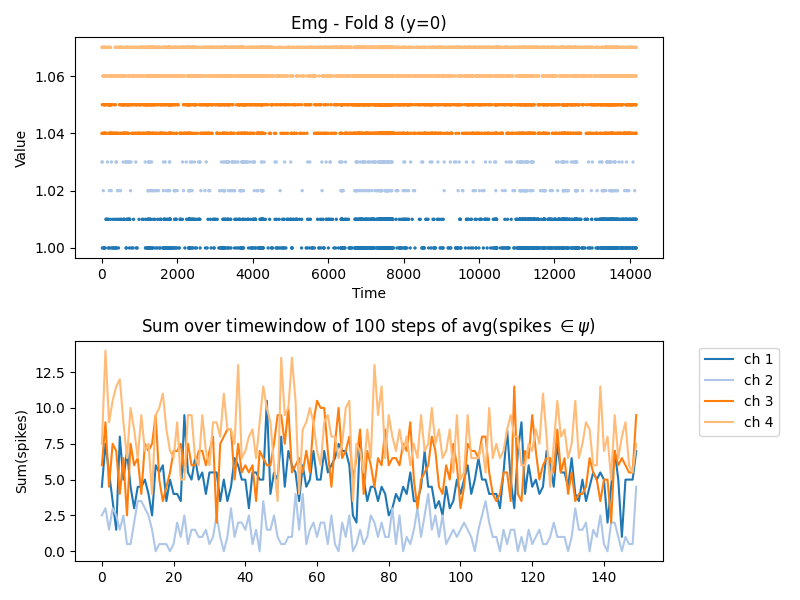 Emg - Fold 8 (y=0)
Value
1.06
1.04
1.02
1.00
0 2000 4000 6000 8000 10000 12000 14000
Time
Sum over timewindow of 100 steps of avg(spikes ∈ψ)
Sum(spikes)
12.5
10.0
7.5
5.0
2.5
0.0
0 20 40 60 80 100 120 140
ch 1
ch 2
ch 3
ch 4